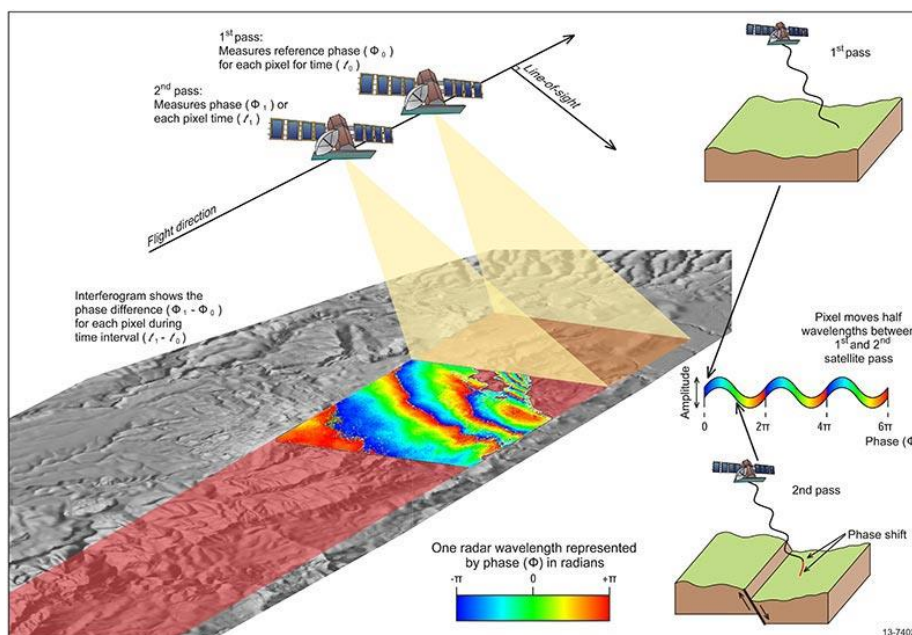 1st pass:
Measures reference phase (Φ0)
for each pixel for time (t0)
2nd pass:
Measures phase (Φ1) or
each pixel time (t1)
Line-of-sight
Flight direction
1st pass
Interferogram shows the
phase difference (Φ1 - Φ0)
for each pixel during
time interval (t1 - t0)
Pixel moves half
wavelengths between
1st and 2nd
satellite pass
Amplitude
0 2π 4π 6π
Phase (Φ
2nd pass
Phase shift
One radar wavelength represented
by phase (Φ) in radians
-π 0 +π